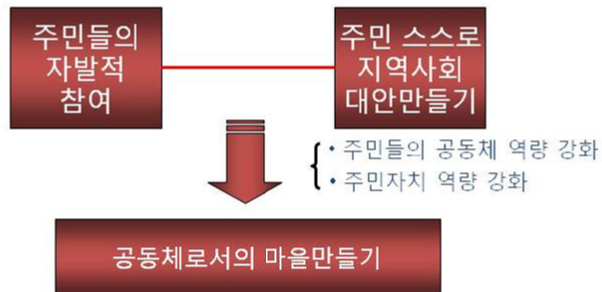 주민들의
자발적
참여
주민 스스로
지역사회
대안만들기
• 주민들의 공동체 역량 강화
• 주민자치 역량 강화
공동체로서의 마을만들기